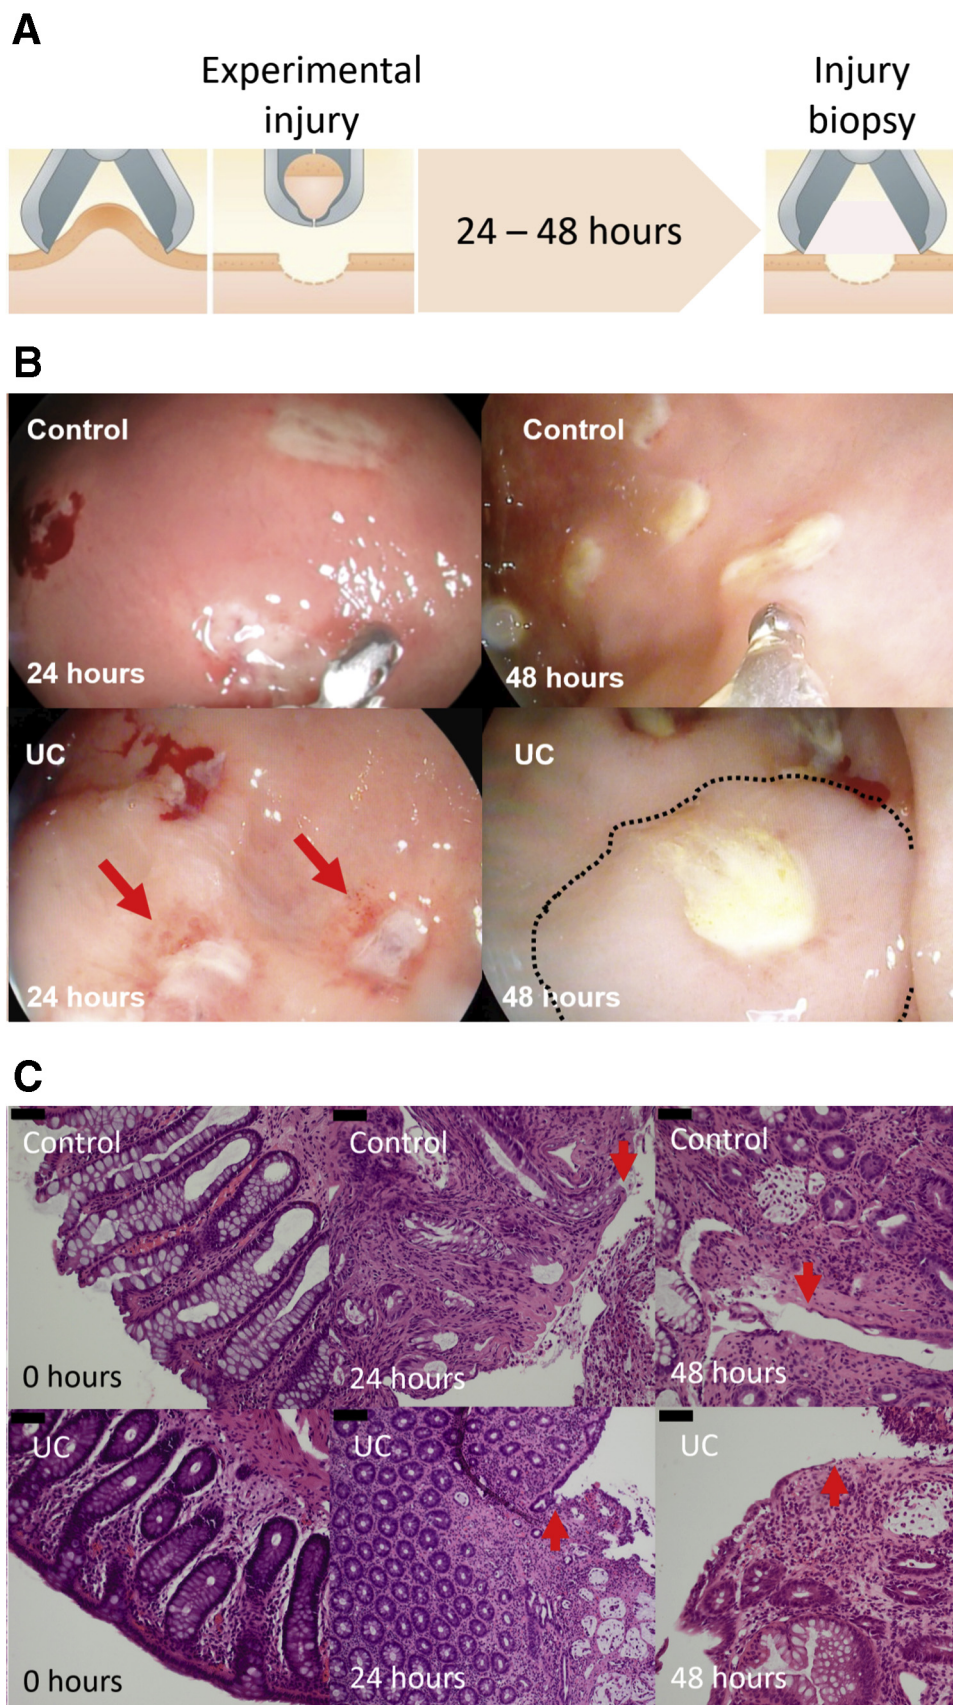 A
Experimental
injury
24 – 48 hours
Injury
biopsy
B
Control
24 hours
Control
48 hours
UC
24 hours
UC
48 hours
C
Control
0 hours
Control
24 hours
Control
48 hours
UC
0 hours
UC
24 hours
UC
48 hours